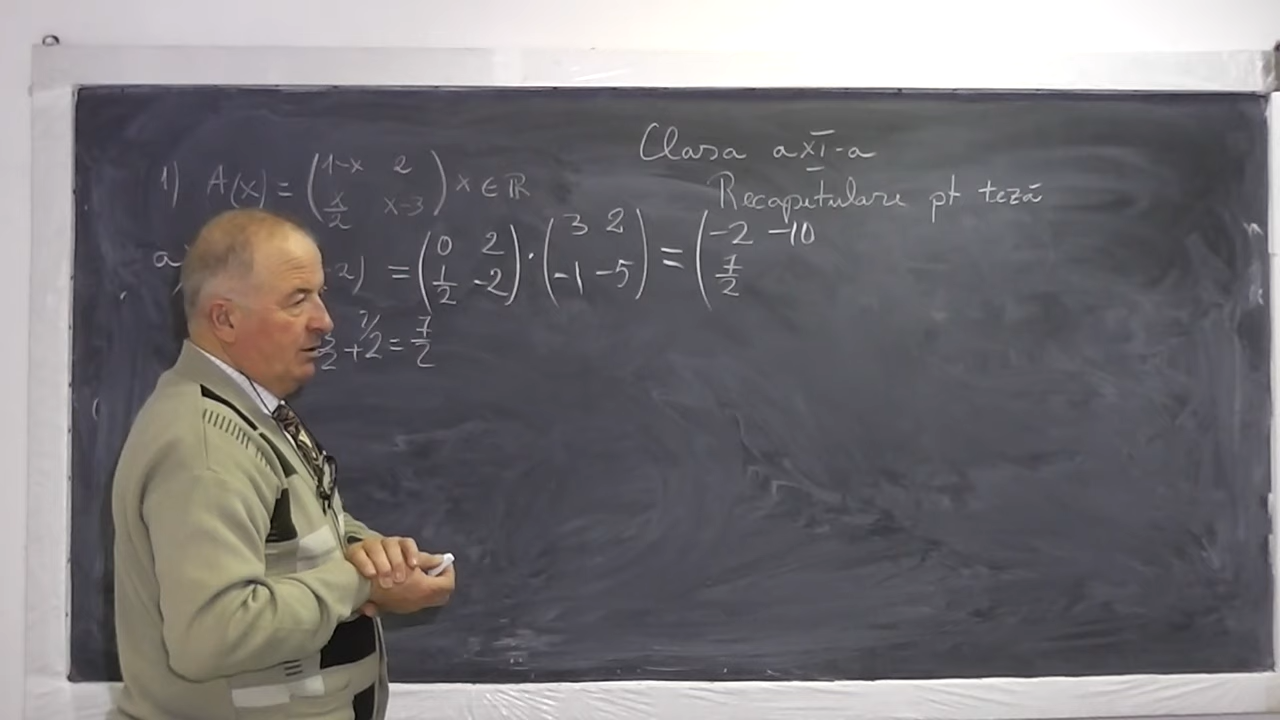 Clasa a XI-a
Recapitulare pt teză
1) A(x) = (1-x 2
x/2 x-3) x ∈ ℝ
a) -2) = (0 2
1/2 -2) · (3 2
-1 -5) = (-2 -10
7/2
3/2 + 2/2 = 7/2